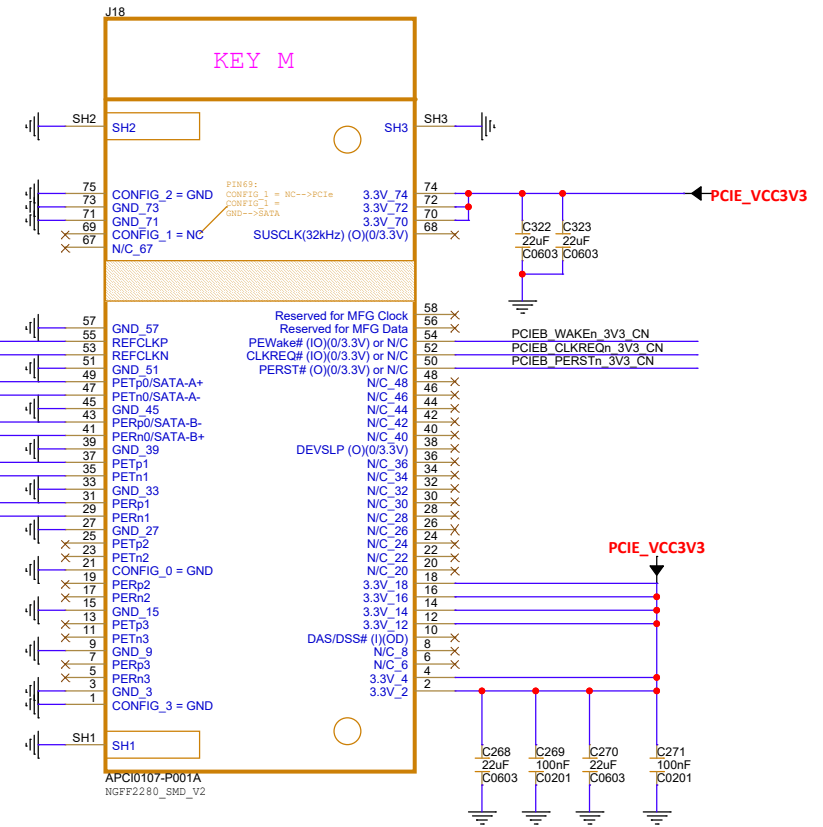 J18
KEY M
SH2
SH2
SH3
SH3
PIN69:
CONFIG_1 = NC-->PCIe
CONFIG_1 =
GND-->SATA
75
CONFIG_2 = GND
3.3V_74
74
PCIE_VCC3V3
73
GND_73
3.3V_72
72
71
GND_71
3.3V_70
70
69
CONFIG_1 = NC
SUSCLK(32kHz) (O)(0/3.3V)
68
67
N/C_67
C322
22uF
C0603
C323
22uF
C0603
Reserved for MFG Clock
58
57
GND_57
Reserved for MFG Data
56
55
REFCLKP
PEWake# (IO)(0/3.3V) or N/C
54
PCIEB_WAKEn_3V3_CN
53
REFCLKN
CLKREQ# (IO)(0/3.3V) or N/C
52
PCIEB_CLKREQn_3V3_CN
51
GND_51
PERST# (O)(0/3.3V) or N/C
50
PCIEB_PERSTn_3V3_CN
49
PETp0/SATA-A+
N/C_48
48
47
PETn0/SATA-A-
N/C_46
46
45
GND_45
N/C_44
44
43
PERp0/SATA-B-
N/C_42
42
41
PERn0/SATA-B+
N/C_40
40
39
GND_39
DEVSLP (O)(0/3.3V)
38
37
PETp1
N/C_36
36
35
PETn1
N/C_34
34
33
GND_33
N/C_32
32
31
PERp1
N/C_30
30
29
PERn1
N/C_28
28
27
GND_27
N/C_26
26
25
PETp2
N/C_24
24
23
PETn2
N/C_22
22
21
CONFIG_0 = GND
N/C_20
20
PCIE_VCC3V3
19
PERp2
3.3V_18
18
17
PERn2
3.3V_16
16
15
GND_15
3.3V_14
14
13
PETp3
3.3V_12
12
11
PETn3
DAS/DSS# (I)(OD)
10
9
GND_9
N/C_8
8
7
PERp3
N/C_6
6
5
PERn3
3.3V_4
4
3
GND_3
3.3V_2
2
1
CONFIG_3 = GND
SH1
SH1
C268
22uF
C0603
C269
100nF
C0201
C270
22uF
C0603
C271
100nF
C0201
APCI0107-P001A
NGFF2280_SMD_V2